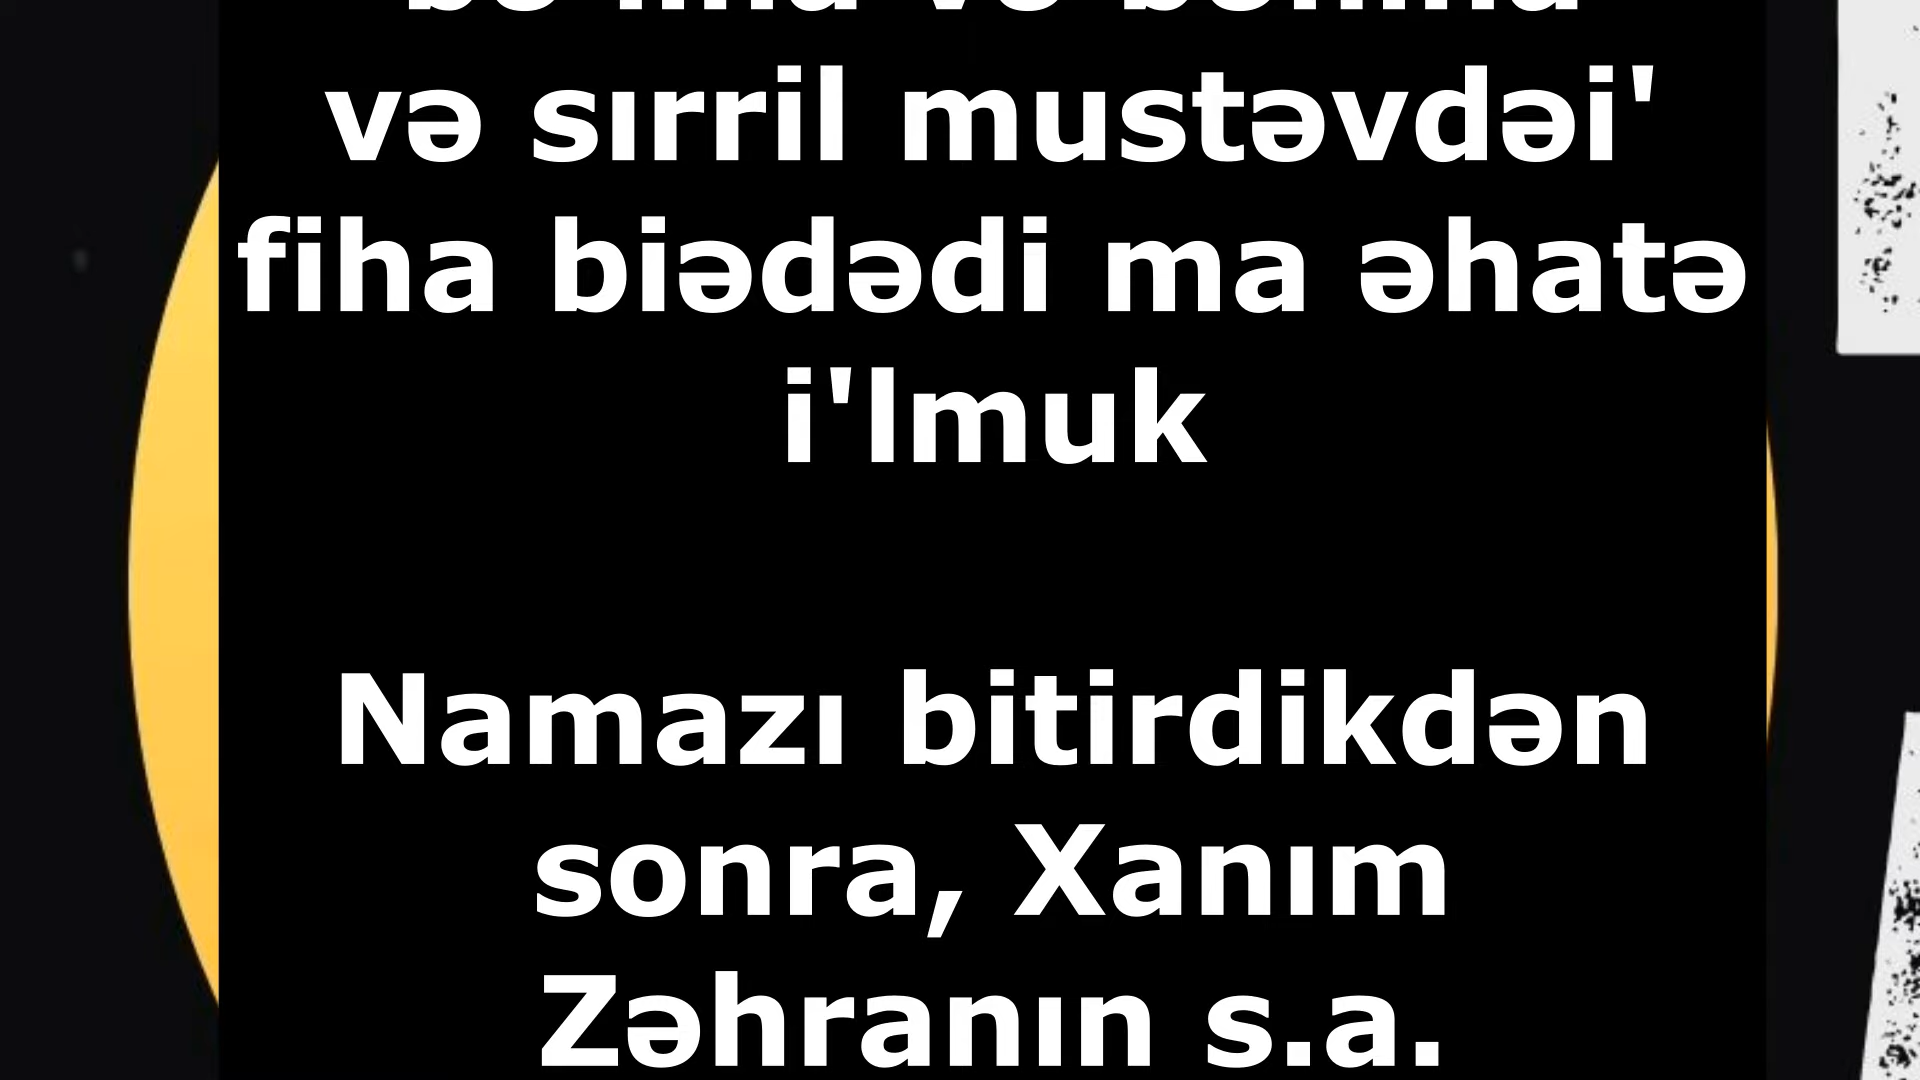 və sırril mustəvdəi'
fiha biədədi ma əhatə
i'lmuk
Namazı bitirdikdən
sonra, Xanım
Zəhranın s.a.